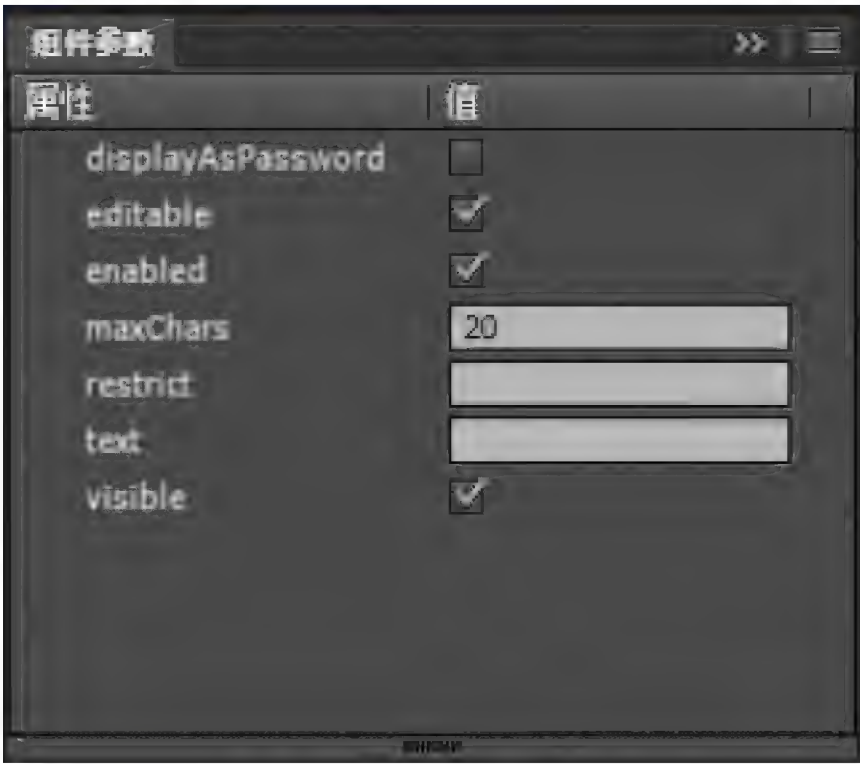 组件参数
属性 值
displayAsPassword
editable
enabled
maxChars 20
restrict
text
visible